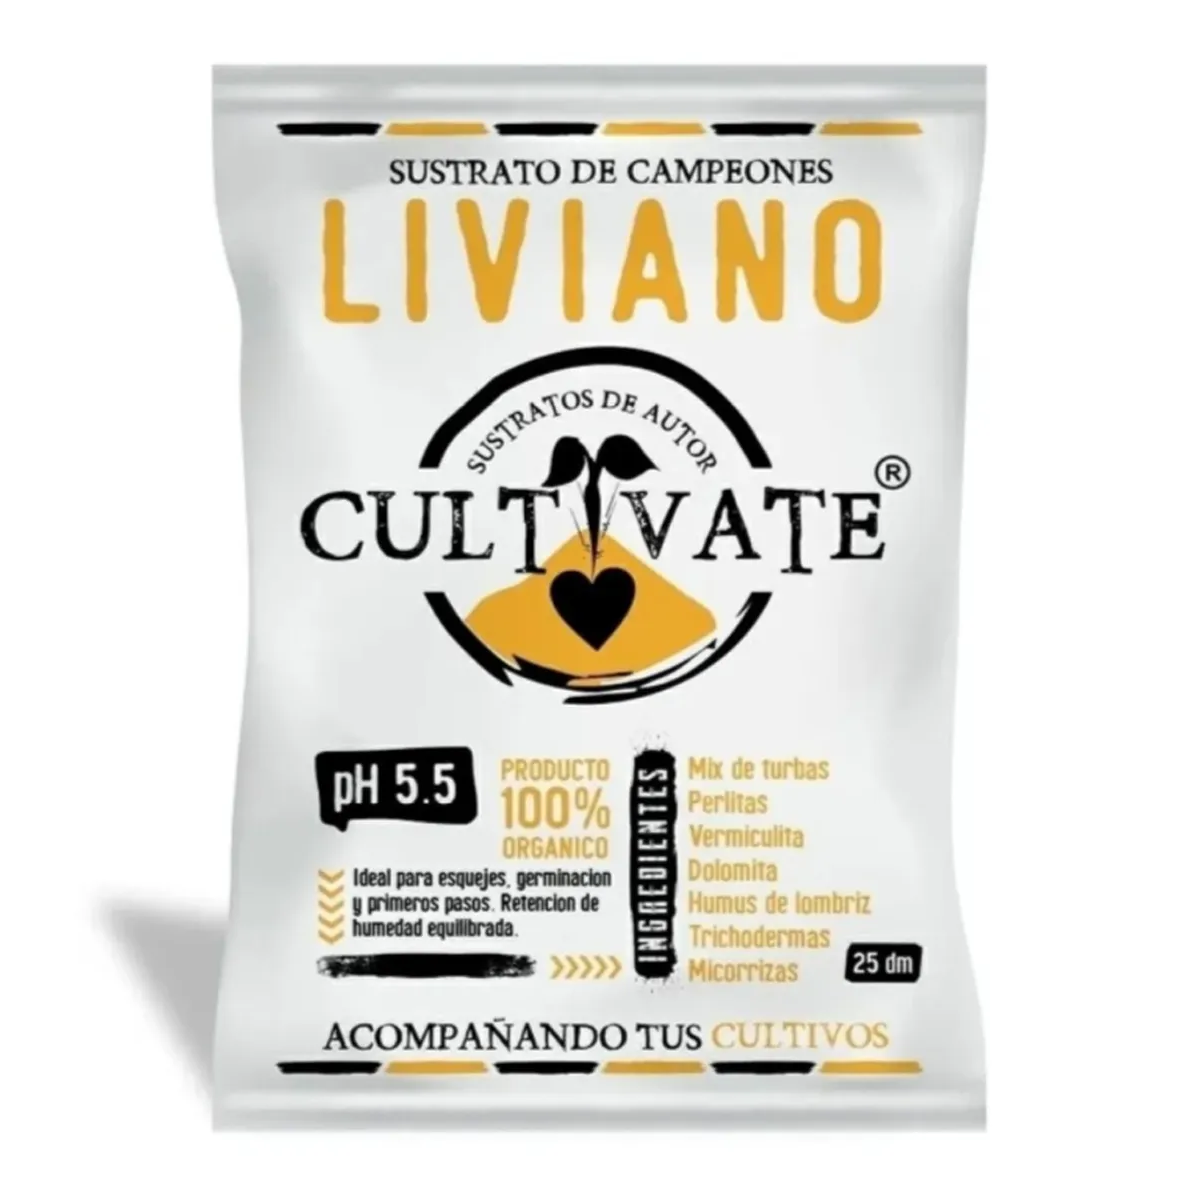 SUSTRATO DE CAMPEONES
LIVIANO
SUSTRATOS DE AUTOR
CULTIVATE®
pH 5.5
PRODUCTO
100%
ORGANICO
Ideal para esquejes, germinacion
y primeros pasos. Retencion de
humedad equilibrada.
INGREDIENTES
Mix de turbas
Perlitas
Vermiculita
Dolomita
Humus de lombriz
Trichodermas
Micorrizas
25 dm
ACOMPAÑANDO TUS CULTIVOS